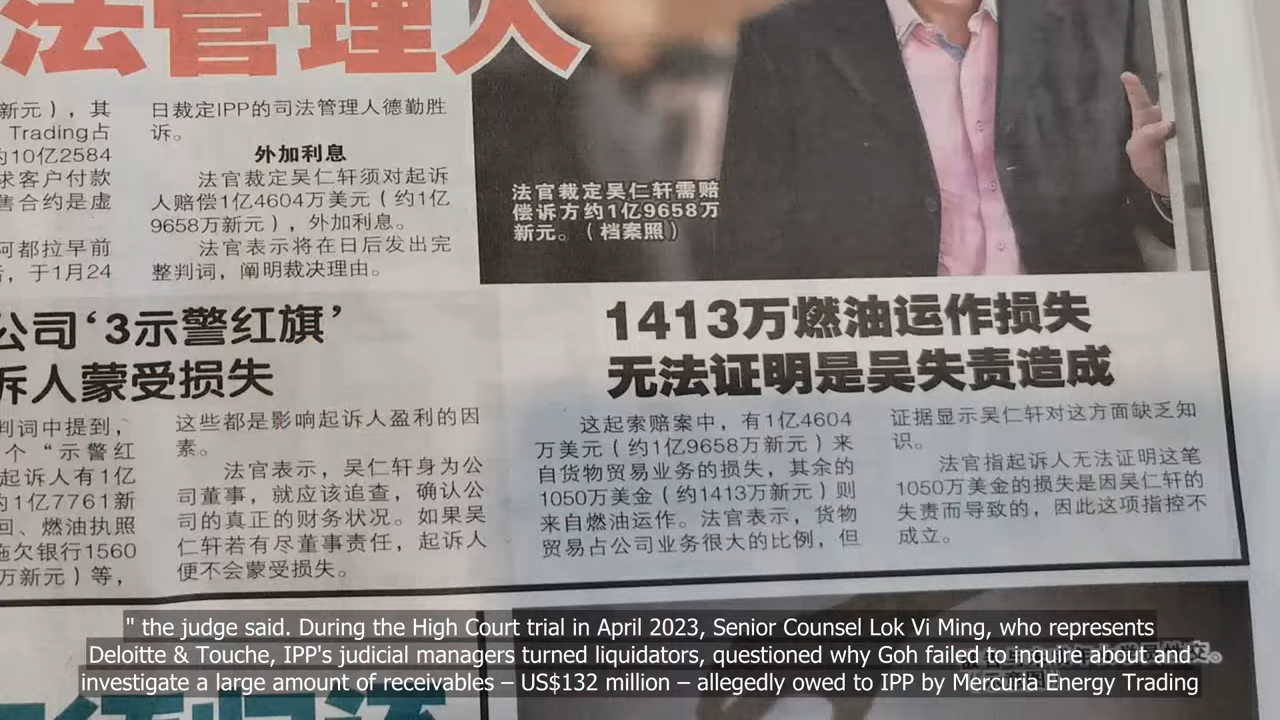 法管理人
新元），其
Trading占
约10亿2584
求客户付款
售合约是虚
阿都拉早前
后，于1月24
日裁定IPP的司法管理人德勤胜
诉。
外加利息
法官裁定吴仁轩须对起诉
人赔偿1亿4604万美元（约1亿
9658万新元），外加利息。
法官表示将在日后发出完
整判词，阐明裁决理由。
法官裁定吴仁轩需赔
偿诉方约1亿9658万
新元。（档案照）
公司‘3示警红旗’
诉人蒙受损失
判词中提到，
个“示警红
起诉人有1亿
约1亿7761新
回、燃油执照
拖欠银行1560
万新元）等，
这些都是影响起诉人盈利的因
素。
法官表示，吴仁轩身为公
司董事，就应该追查，确认公
司的真正的财务状况。如果吴
仁轩若有尽董事责任，起诉人
便不会蒙受损失。
1413万燃油运作损失
无法证明是吴失责造成
这起索赔案中，有1亿4604
万美元（约1亿9658万新元）来
自货物贸易业务的损失，其余的
1050万美金（约1413万新元）则
来自燃油运作。法官表示，货物
贸易占公司业务很大的比例，但
证据显示吴仁轩对这方面缺乏知
识。
法官指起诉人无法证明这笔
1050万美金的损失是因吴仁轩的
失责而导致的，因此这项指控不
成立。
" the judge said. During the High Court trial in April 2023, Senior Counsel Lok Vi Ming, who represents
Deloitte & Touche, IPP's judicial managers turned liquidators, questioned why Goh failed to inquire about and
investigate a large amount of receivables – US$132 million – allegedly owed to IPP by Mercuria Energy Trading